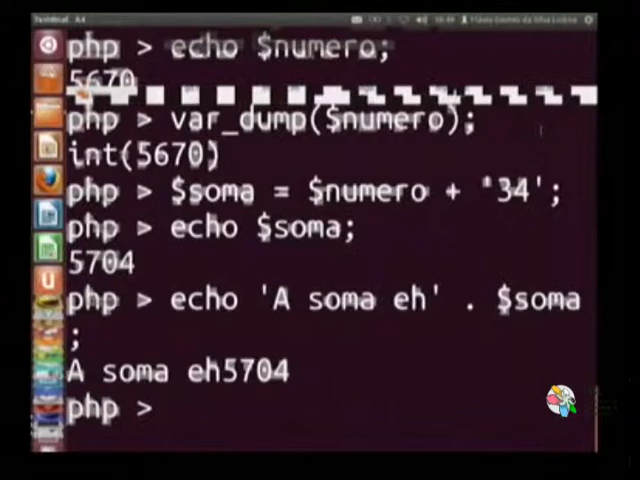 php > echo $numero;
5670
php > var_dump($numero);
int(5670)
php > $soma = $numero + '34';
php > echo $soma;
5704
php > echo 'A soma eh' . $soma
;
A soma eh5704
php >